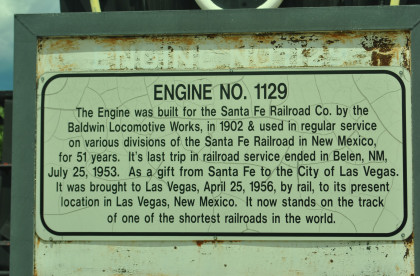 ENGINE NO. 1129
The Engine was built for the Santa Fe Railroad Co. by the
Baldwin Locomotive Works, in 1902 & used in regular service
on various divisions of the Santa Fe Railroad in New Mexico,
for 51 years. It's last trip in railroad service ended in Belen, NM,
July 25, 1953. As a gift from Santa Fe to the City of Las Vegas.
It was brought to Las Vegas, April 25, 1956, by rail, to its present
location in Las Vegas, New Mexico. It now stands on the track
of one of the shortest railroads in the world.